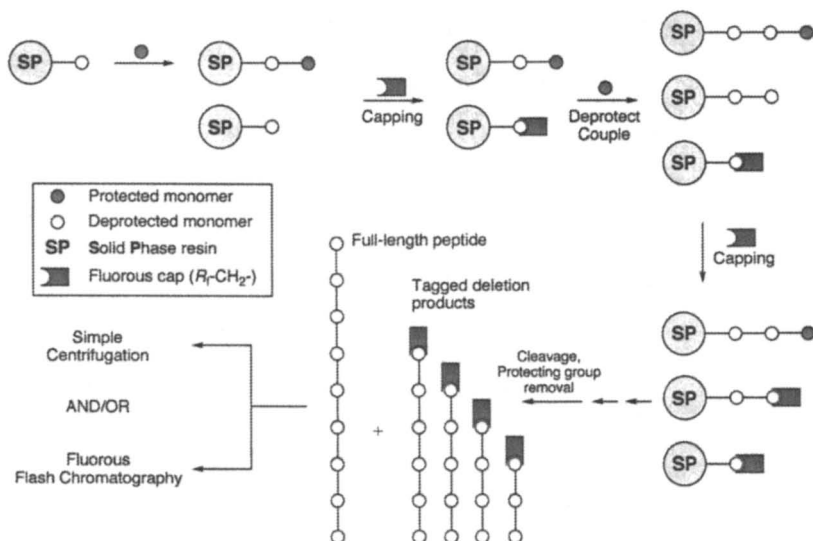 SP
SP
SP
Capping
SP
SP
Deprotect
Couple
SP
SP
SP
Protected monomer
Deprotected monomer
SP Solid Phase resin
Fluorous cap (Rf-CH2-)
Capping
Full-length peptide
Tagged deletion
products
Simple
Centrifugation
AND/OR
Fluorous
Flash Chromatography
+
Cleavage,
Protecting group
removal
SP
SP
SP